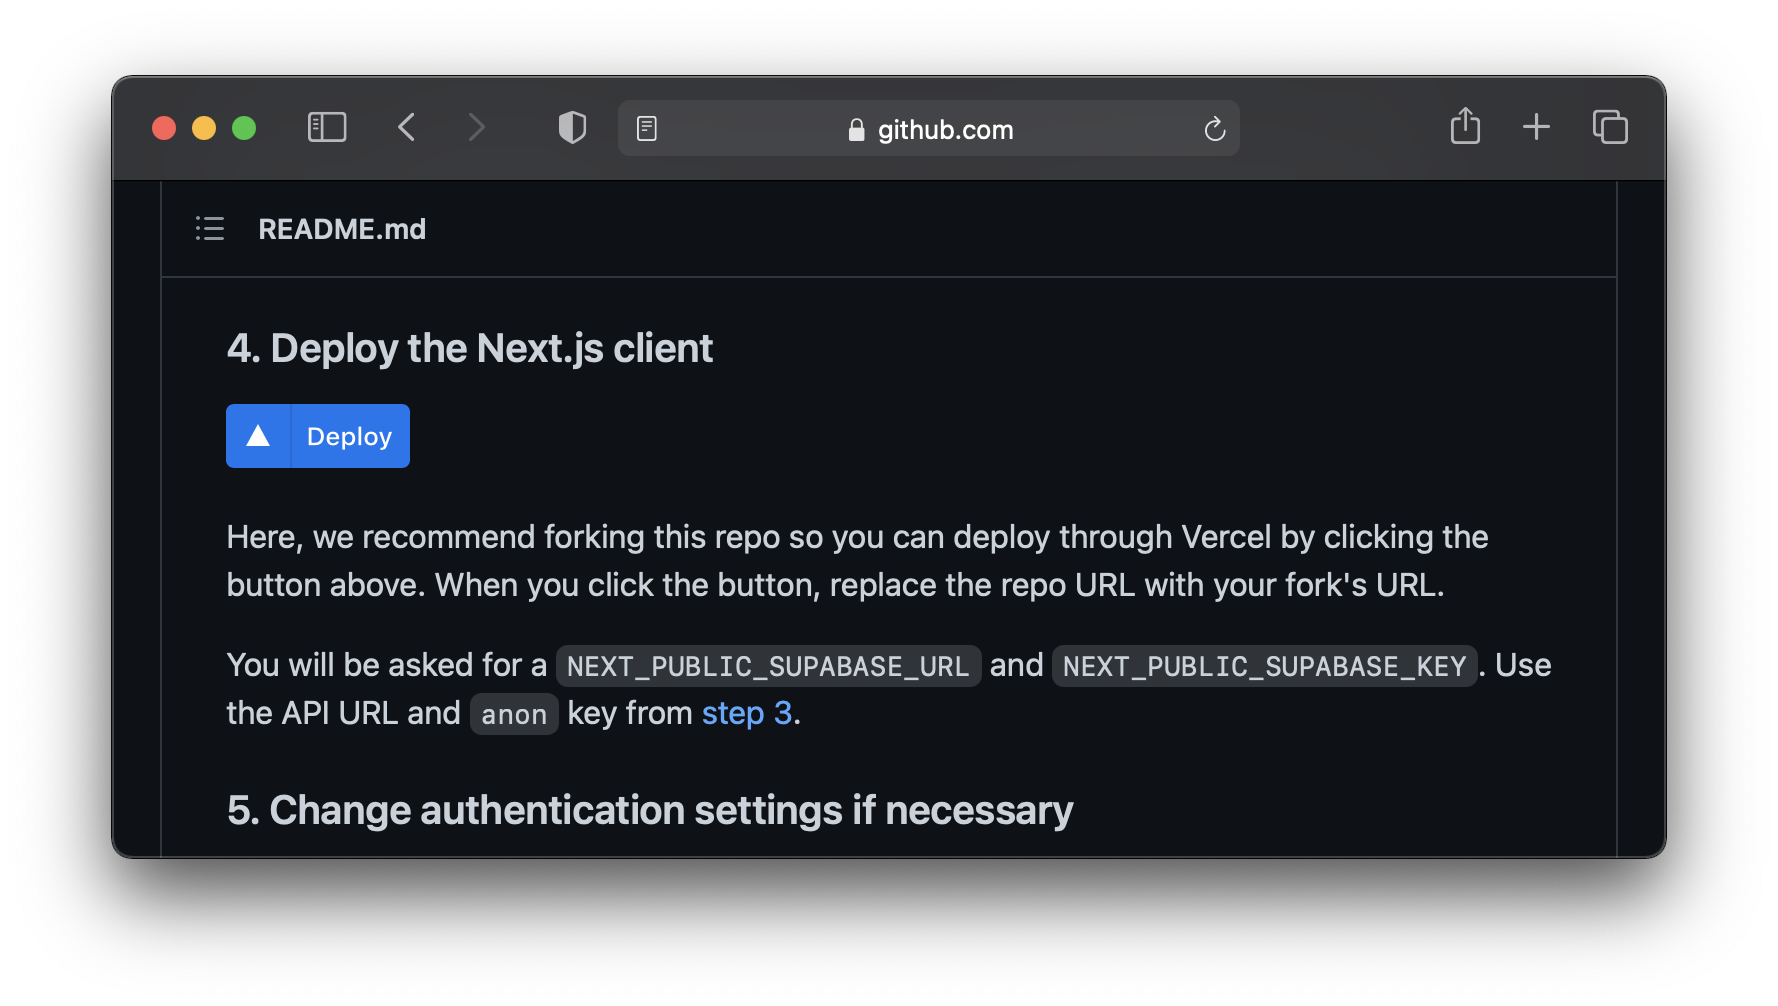 github.com
README.md
4. Deploy the Next.js client
Deploy
Here, we recommend forking this repo so you can deploy through Vercel by clicking the
button above. When you click the button, replace the repo URL with your fork's URL.
You will be asked for a NEXT_PUBLIC_SUPABASE_URL and NEXT_PUBLIC_SUPABASE_KEY. Use
the API URL and anon key from step 3.
5. Change authentication settings if necessary